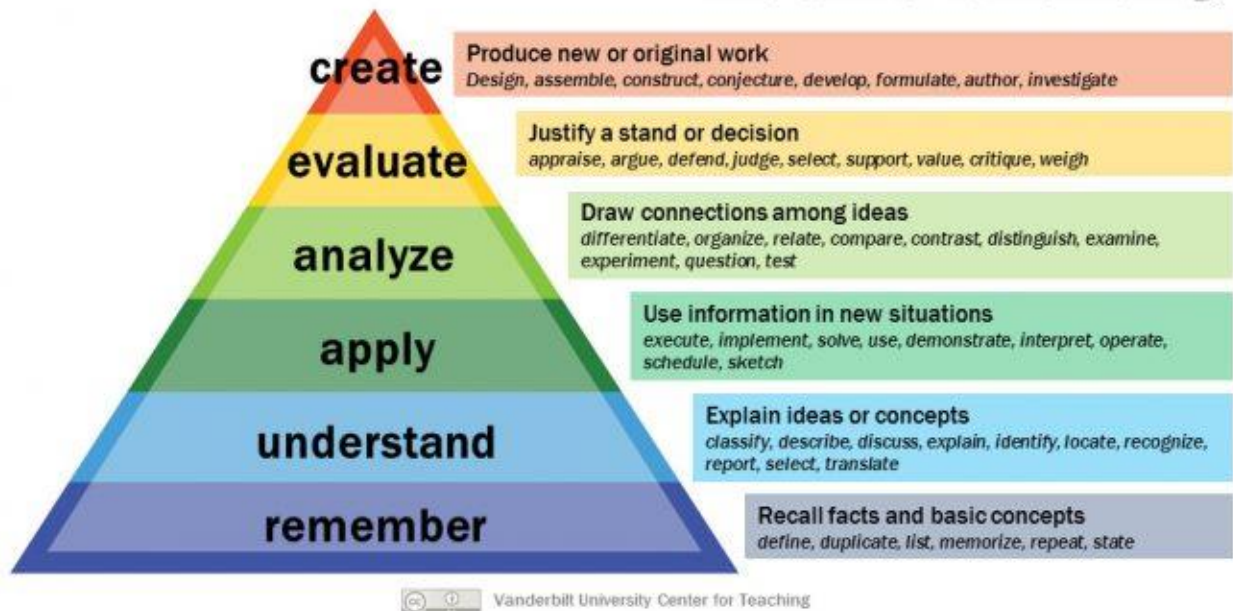 create
Produce new or original work
Design, assemble, construct, conjecture, develop, formulate, author, investigate
evaluate
Justify a stand or decision
appraise, argue, defend, judge, select, support, value, critique, weigh
analyze
Draw connections among ideas
differentiate, organize, relate, compare, contrast, distinguish, examine,
experiment, question, test
apply
Use information in new situations
execute, implement, solve, use, demonstrate, interpret, operate,
schedule, sketch
understand
Explain ideas or concepts
classify, describe, discuss, explain, identify, locate, recognize,
report, select, translate
remember
Recall facts and basic concepts
define, duplicate, list, memorize, repeat, state
cc
Vanderbilt University Center for Teaching